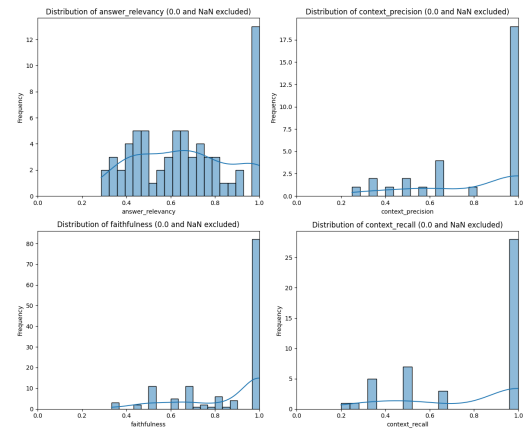 Distribution of answer_relevancy (0.0 and NaN excluded)
12
10
8
6
4
2
0
Frequency
0.0 0.2 0.4 0.6 0.8 1.0
answer_relevancy
Distribution of context_precision (0.0 and NaN excluded)
17.5
15.0
12.5
10.0
7.5
5.0
2.5
0.0
Frequency
0.0 0.2 0.4 0.6 0.8 1.0
context_precision
Distribution of faithfulness (0.0 and NaN excluded)
80
70
60
50
40
30
20
10
0
Frequency
0.0 0.2 0.4 0.6 0.8 1.0
faithfulness
Distribution of context_recall (0.0 and NaN excluded)
25
20
15
10
5
0
Frequency
0.0 0.2 0.4 0.6 0.8 1.0
context_recall